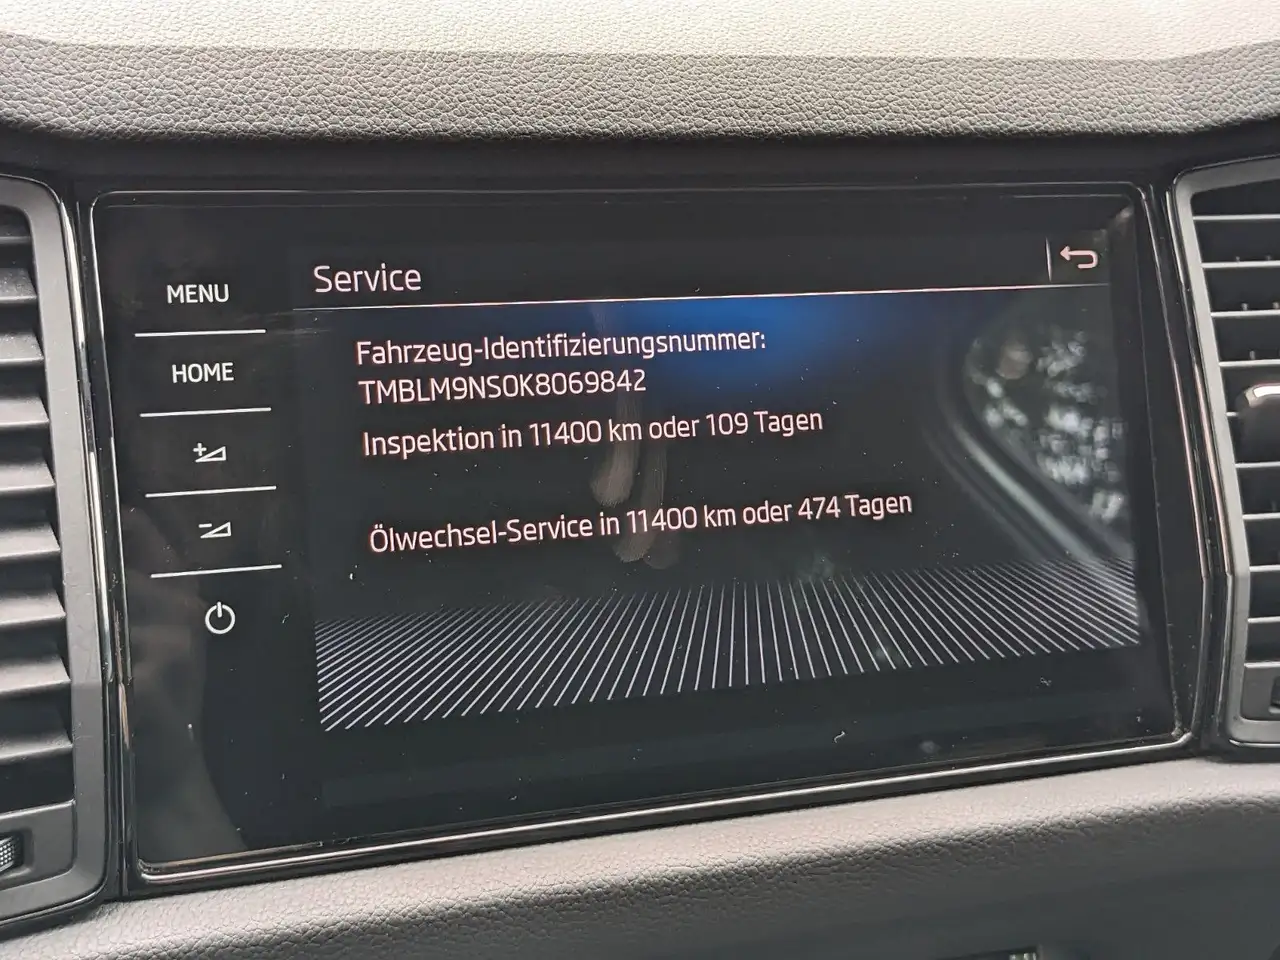 Service
MENU
HOME
Fahrzeug-Identifizierungsnummer:
TMBLM9NS0K8069842
Inspektion in 11400 km oder 109 Tagen
Ölwechsel-Service in 11400 km oder 474 Tagen